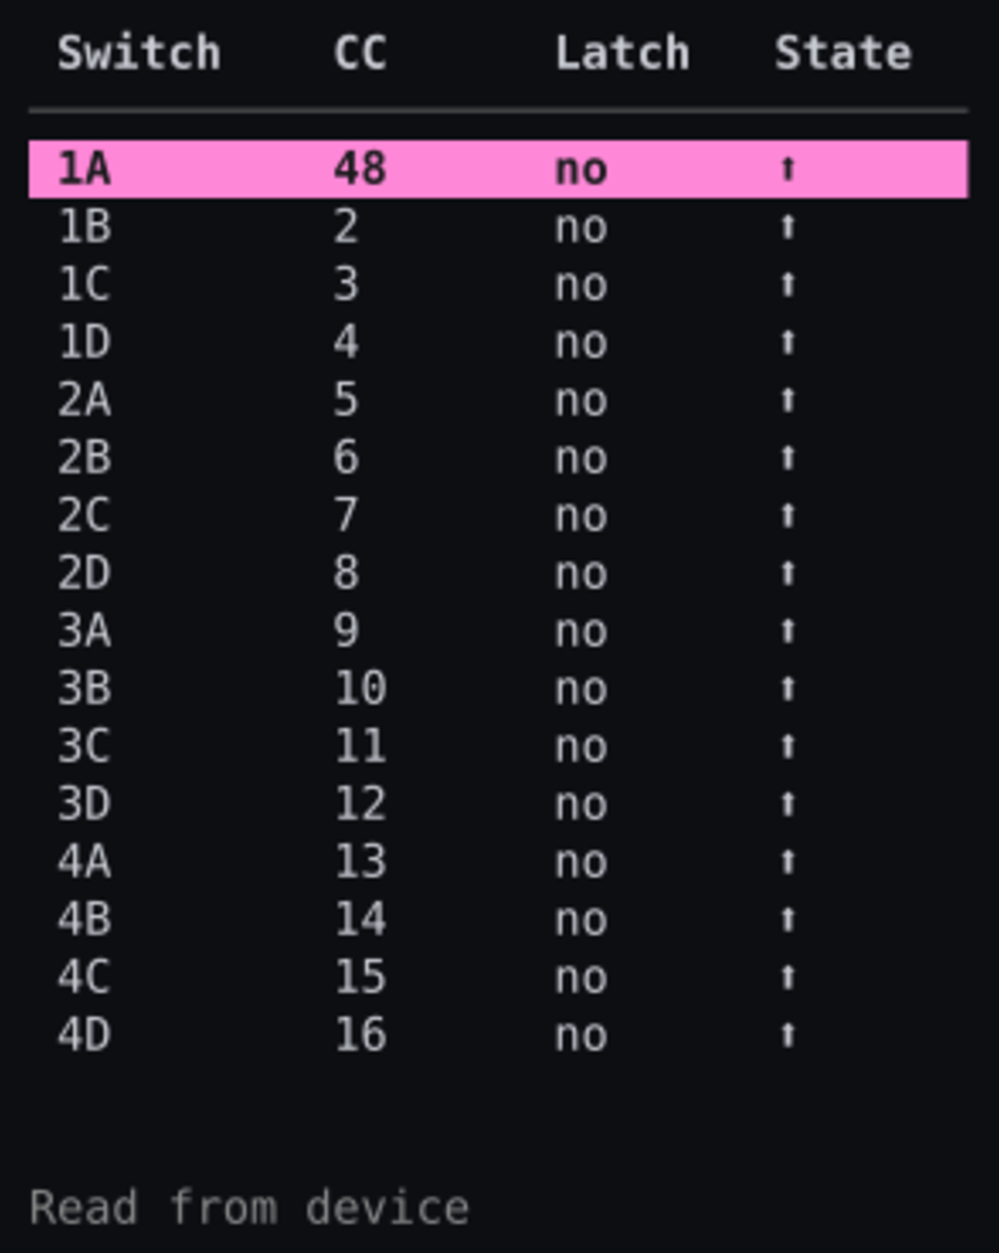 Switch CC Latch State
1A 48 no ⬆
1B 2 no ⬆
1C 3 no ⬆
1D 4 no ⬆
2A 5 no ⬆
2B 6 no ⬆
2C 7 no ⬆
2D 8 no ⬆
3A 9 no ⬆
3B 10 no ⬆
3C 11 no ⬆
3D 12 no ⬆
4A 13 no ⬆
4B 14 no ⬆
4C 15 no ⬆
4D 16 no ⬆
Read from device